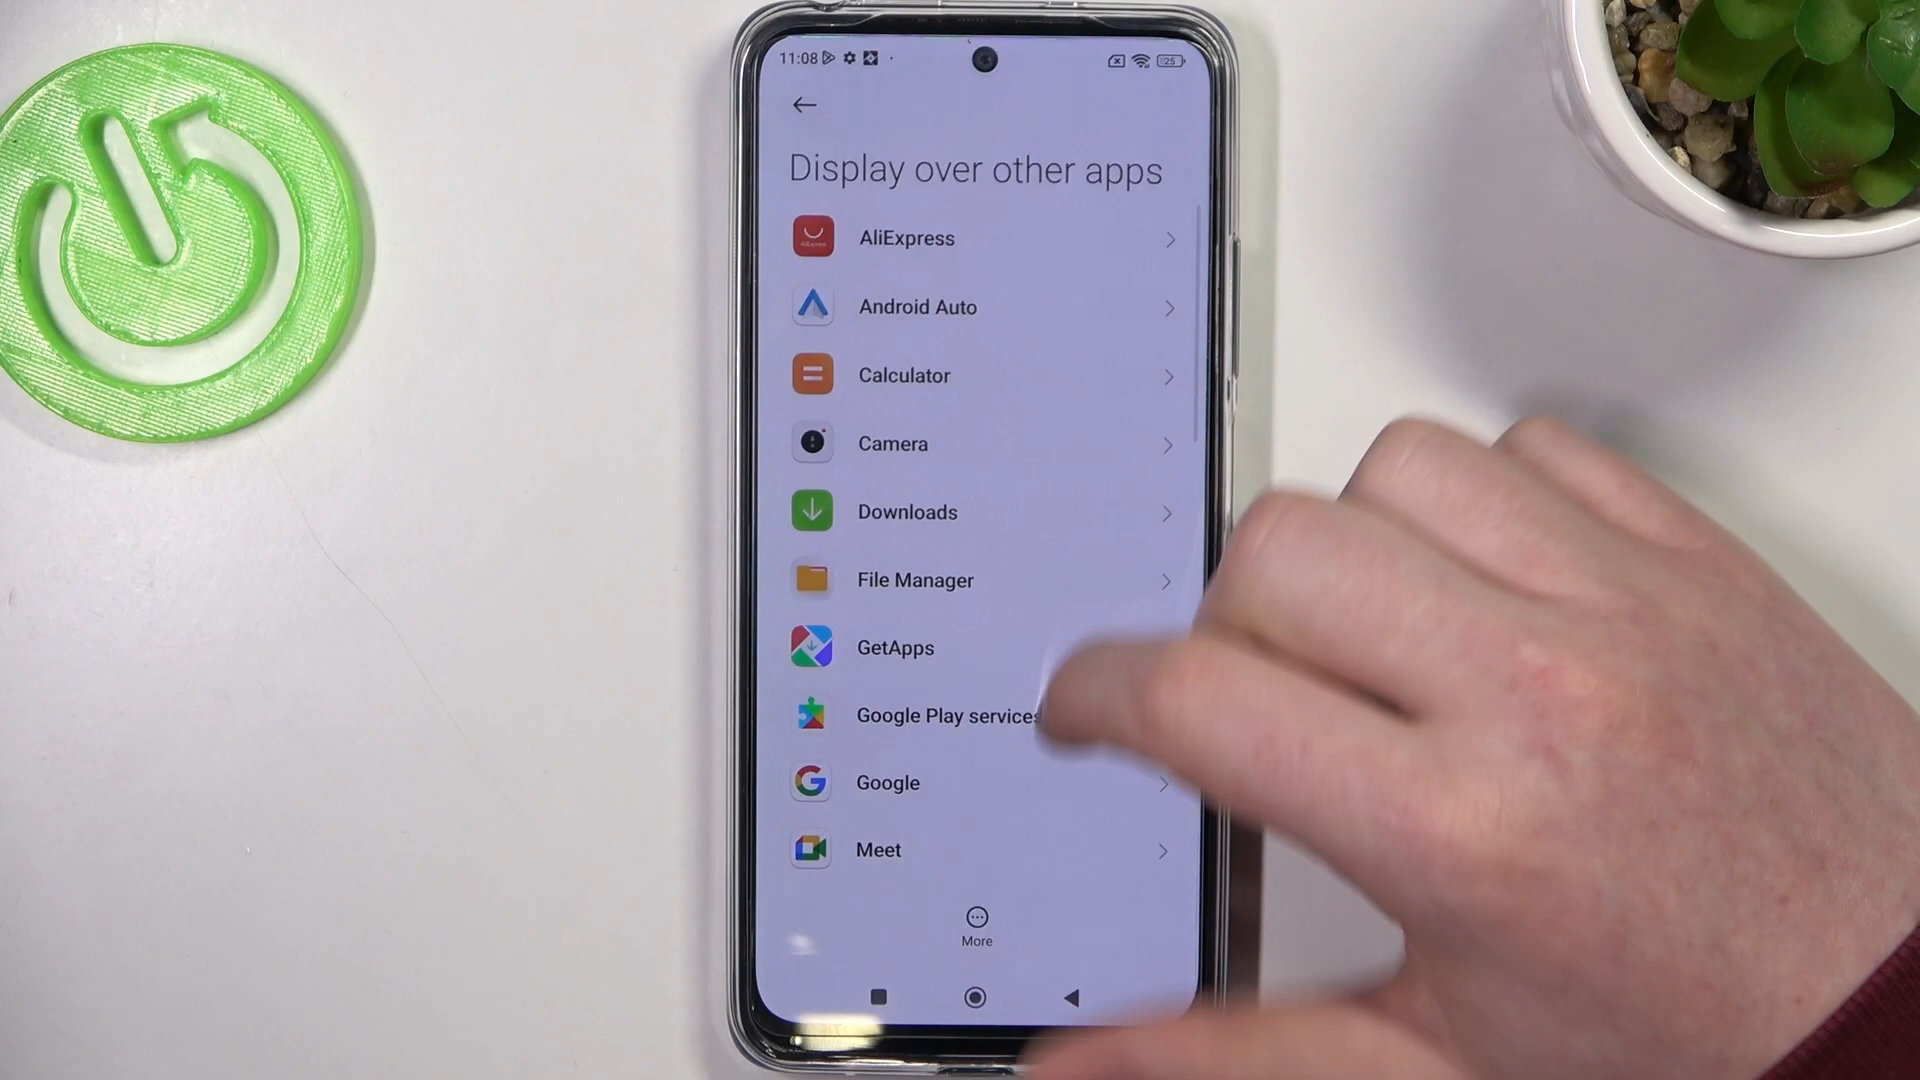 11:08
25
Display over other apps
AliExpress
Android Auto
Calculator
Camera
Downloads
File Manager
GetApps
Google Play services
Google
Meet
More